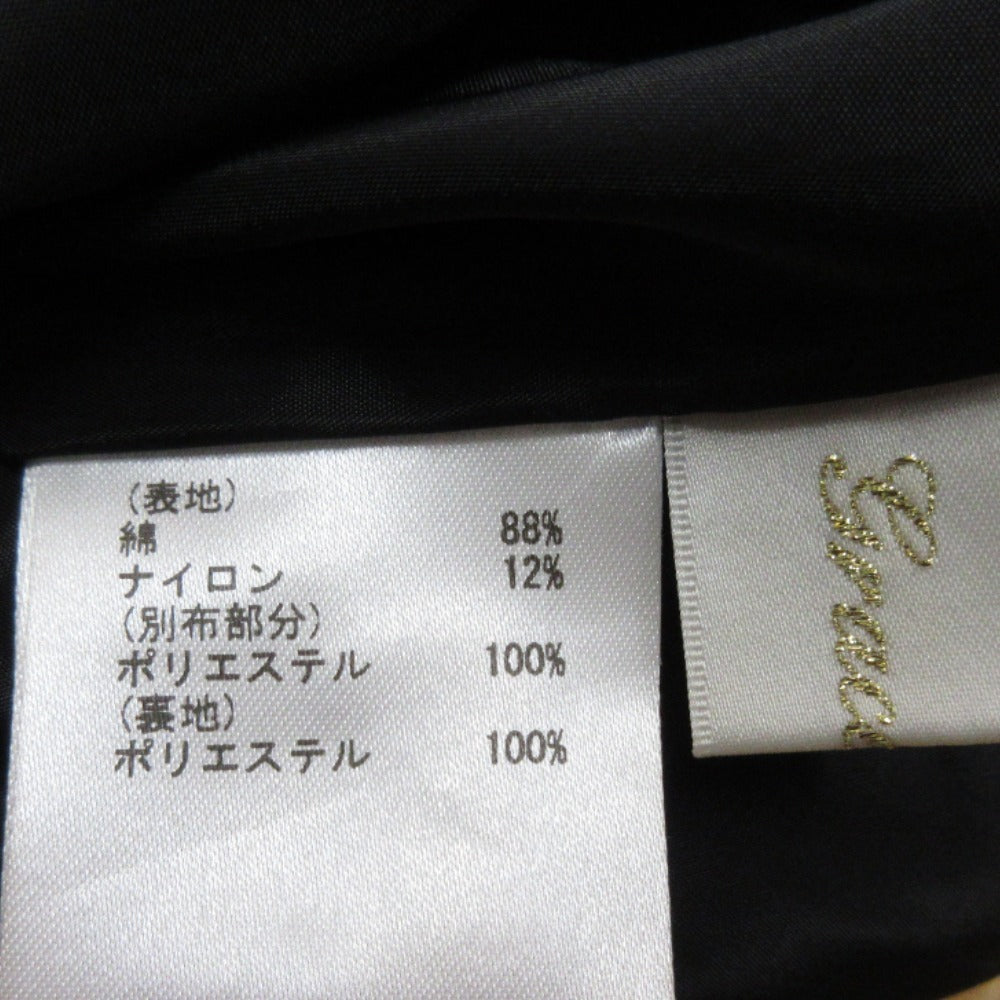 (表地)
綿 88%
ナイロン 12%
(別布部分)
ポリエステル 100%
(裏地)
ポリエステル 100%